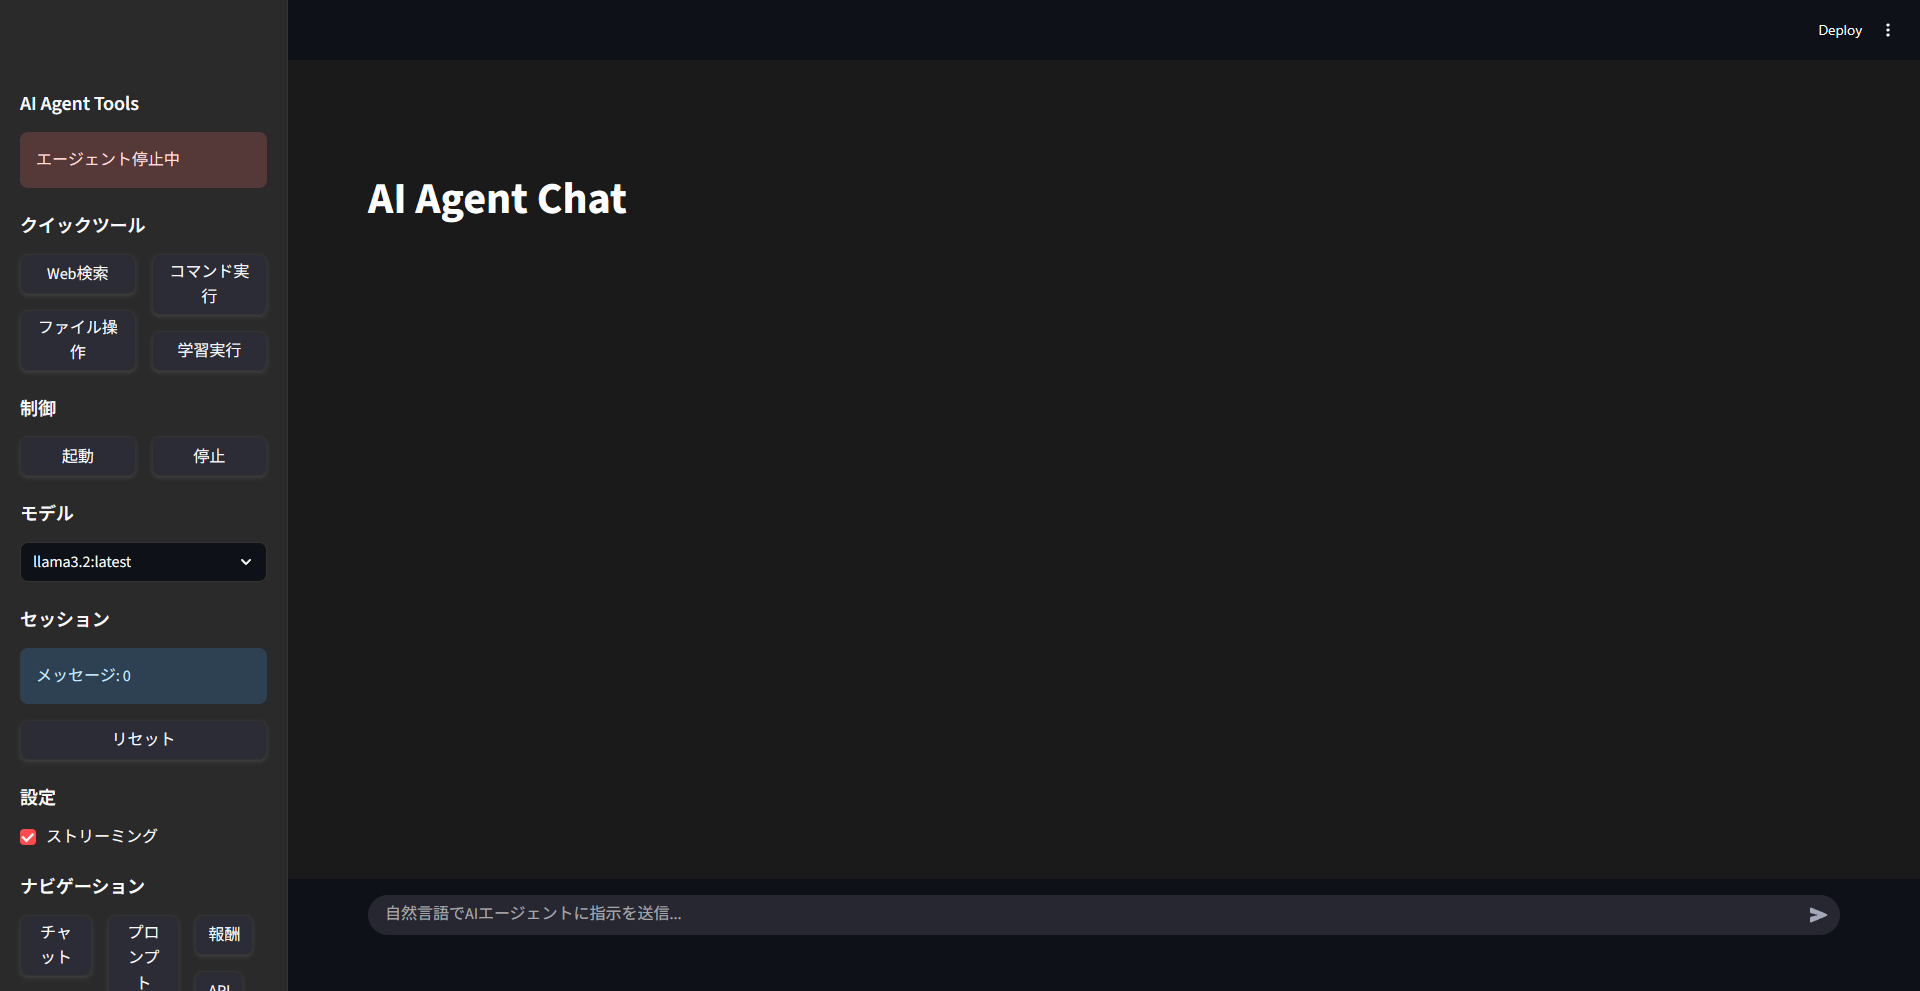 Deploy
AI Agent Tools
エージェント停止中
クイックツール
Web検索
コマンド実
行
ファイル操
作
学習実行
制御
起動
停止
モデル
llama3.2:latest
セッション
メッセージ: 0
リセット
設定
ストリーミング
ナビゲーション
チャ
ット
プロ
ンプ
ト
報酬
API
AI Agent Chat
自然言語でAIエージェントに指示を送信...